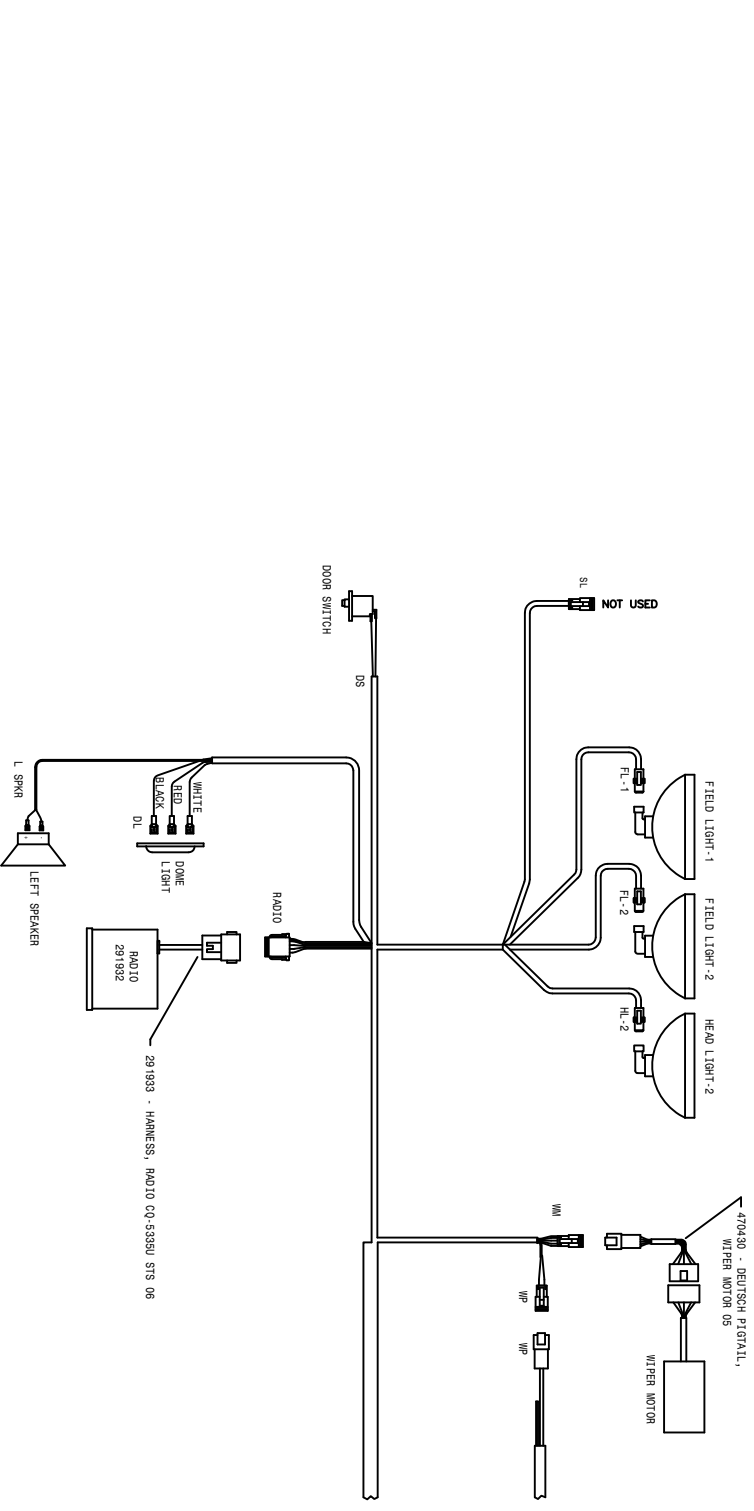 DOOR SWITCH
SL
NOT USED
DS
FL-1
FIELD LIGHT-1
L SPKR
BLACK
RED
WHITE
DL
DOME
LIGHT
LEFT SPEAKER
RADIO
FL-2
FIELD LIGHT-2
RADIO
291932
HL-2
HEAD LIGHT-2
291933 - HARNESS, RADIO CQ-5335U STS 06
WM
WP
WP
470430 - DEUTSCH PIGTAIL,
WIPER MOTOR 05
WIPER MOTOR